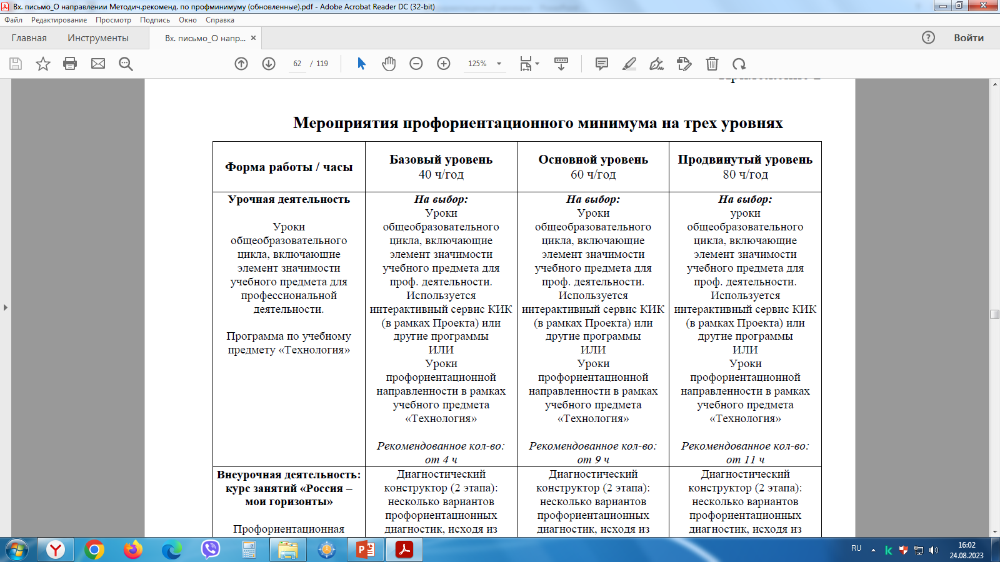 Вх. письмо_О направлении Методич.рекоменд. по профминимуму (обновленные).pdf - Adobe Acrobat Reader DC (32-bit)
Файл Редактирование Просмотр Подпись Окно Справка
Главная Инструменты Вх. письмо_О напр... × Войти
62 / 119 125%
Мероприятия профориентационного минимума на трех уровнях
Форма работы / часы
Базовый уровень
40 ч/год
Основной уровень
60 ч/год
Продвинутый уровень
80 ч/год
Урочная деятельность
Уроки
общеобразовательного
цикла, включающие
элемент значимости
учебного предмета для
профессиональной
деятельности.
Программа по учебному
предмету «Технология»
На выбор:
Уроки
общеобразовательного
цикла, включающие
элемент значимости
учебного предмета для
проф. деятельности.
Используется
интерактивный сервис КИК
(в рамках Проекта) или
другие программы
ИЛИ
Уроки
профориентационной
направленности в рамках
учебного предмета
«Технология»
Рекомендованное кол-во:
от 4 ч
На выбор:
Уроки
общеобразовательного
цикла, включающие
элемент значимости
учебного предмета для
проф. деятельности.
Используется
интерактивный сервис КИК
(в рамках Проекта) или
другие программы
ИЛИ
Уроки
профориентационной
направленности в рамках
учебного предмета
«Технология»
Рекомендованное кол-во:
от 9 ч
На выбор:
уроки
общеобразовательного
цикла, включающие
элемент значимости
учебного предмета для
проф. деятельности.
Используется
интерактивный сервис КИК
(в рамках Проекта) или
другие программы
ИЛИ
Уроки
профориентационной
направленности в рамках
учебного предмета
«Технология»
Рекомендованное кол-во:
от 11 ч
Внеурочная деятельность:
курс занятий «Россия –
мои горизонты»
Профориентационная
Диагностический
конструктор (2 этапа):
несколько вариантов
профориентационных
диагностик, исходя из
Диагностический
конструктор (2 этапа):
несколько вариантов
профориентационных
диагностик, исходя из
Диагностический
конструктор (2 этапа):
несколько вариантов
профориентационных
диагностик, исходя из
RU
16:02
24.08.2023